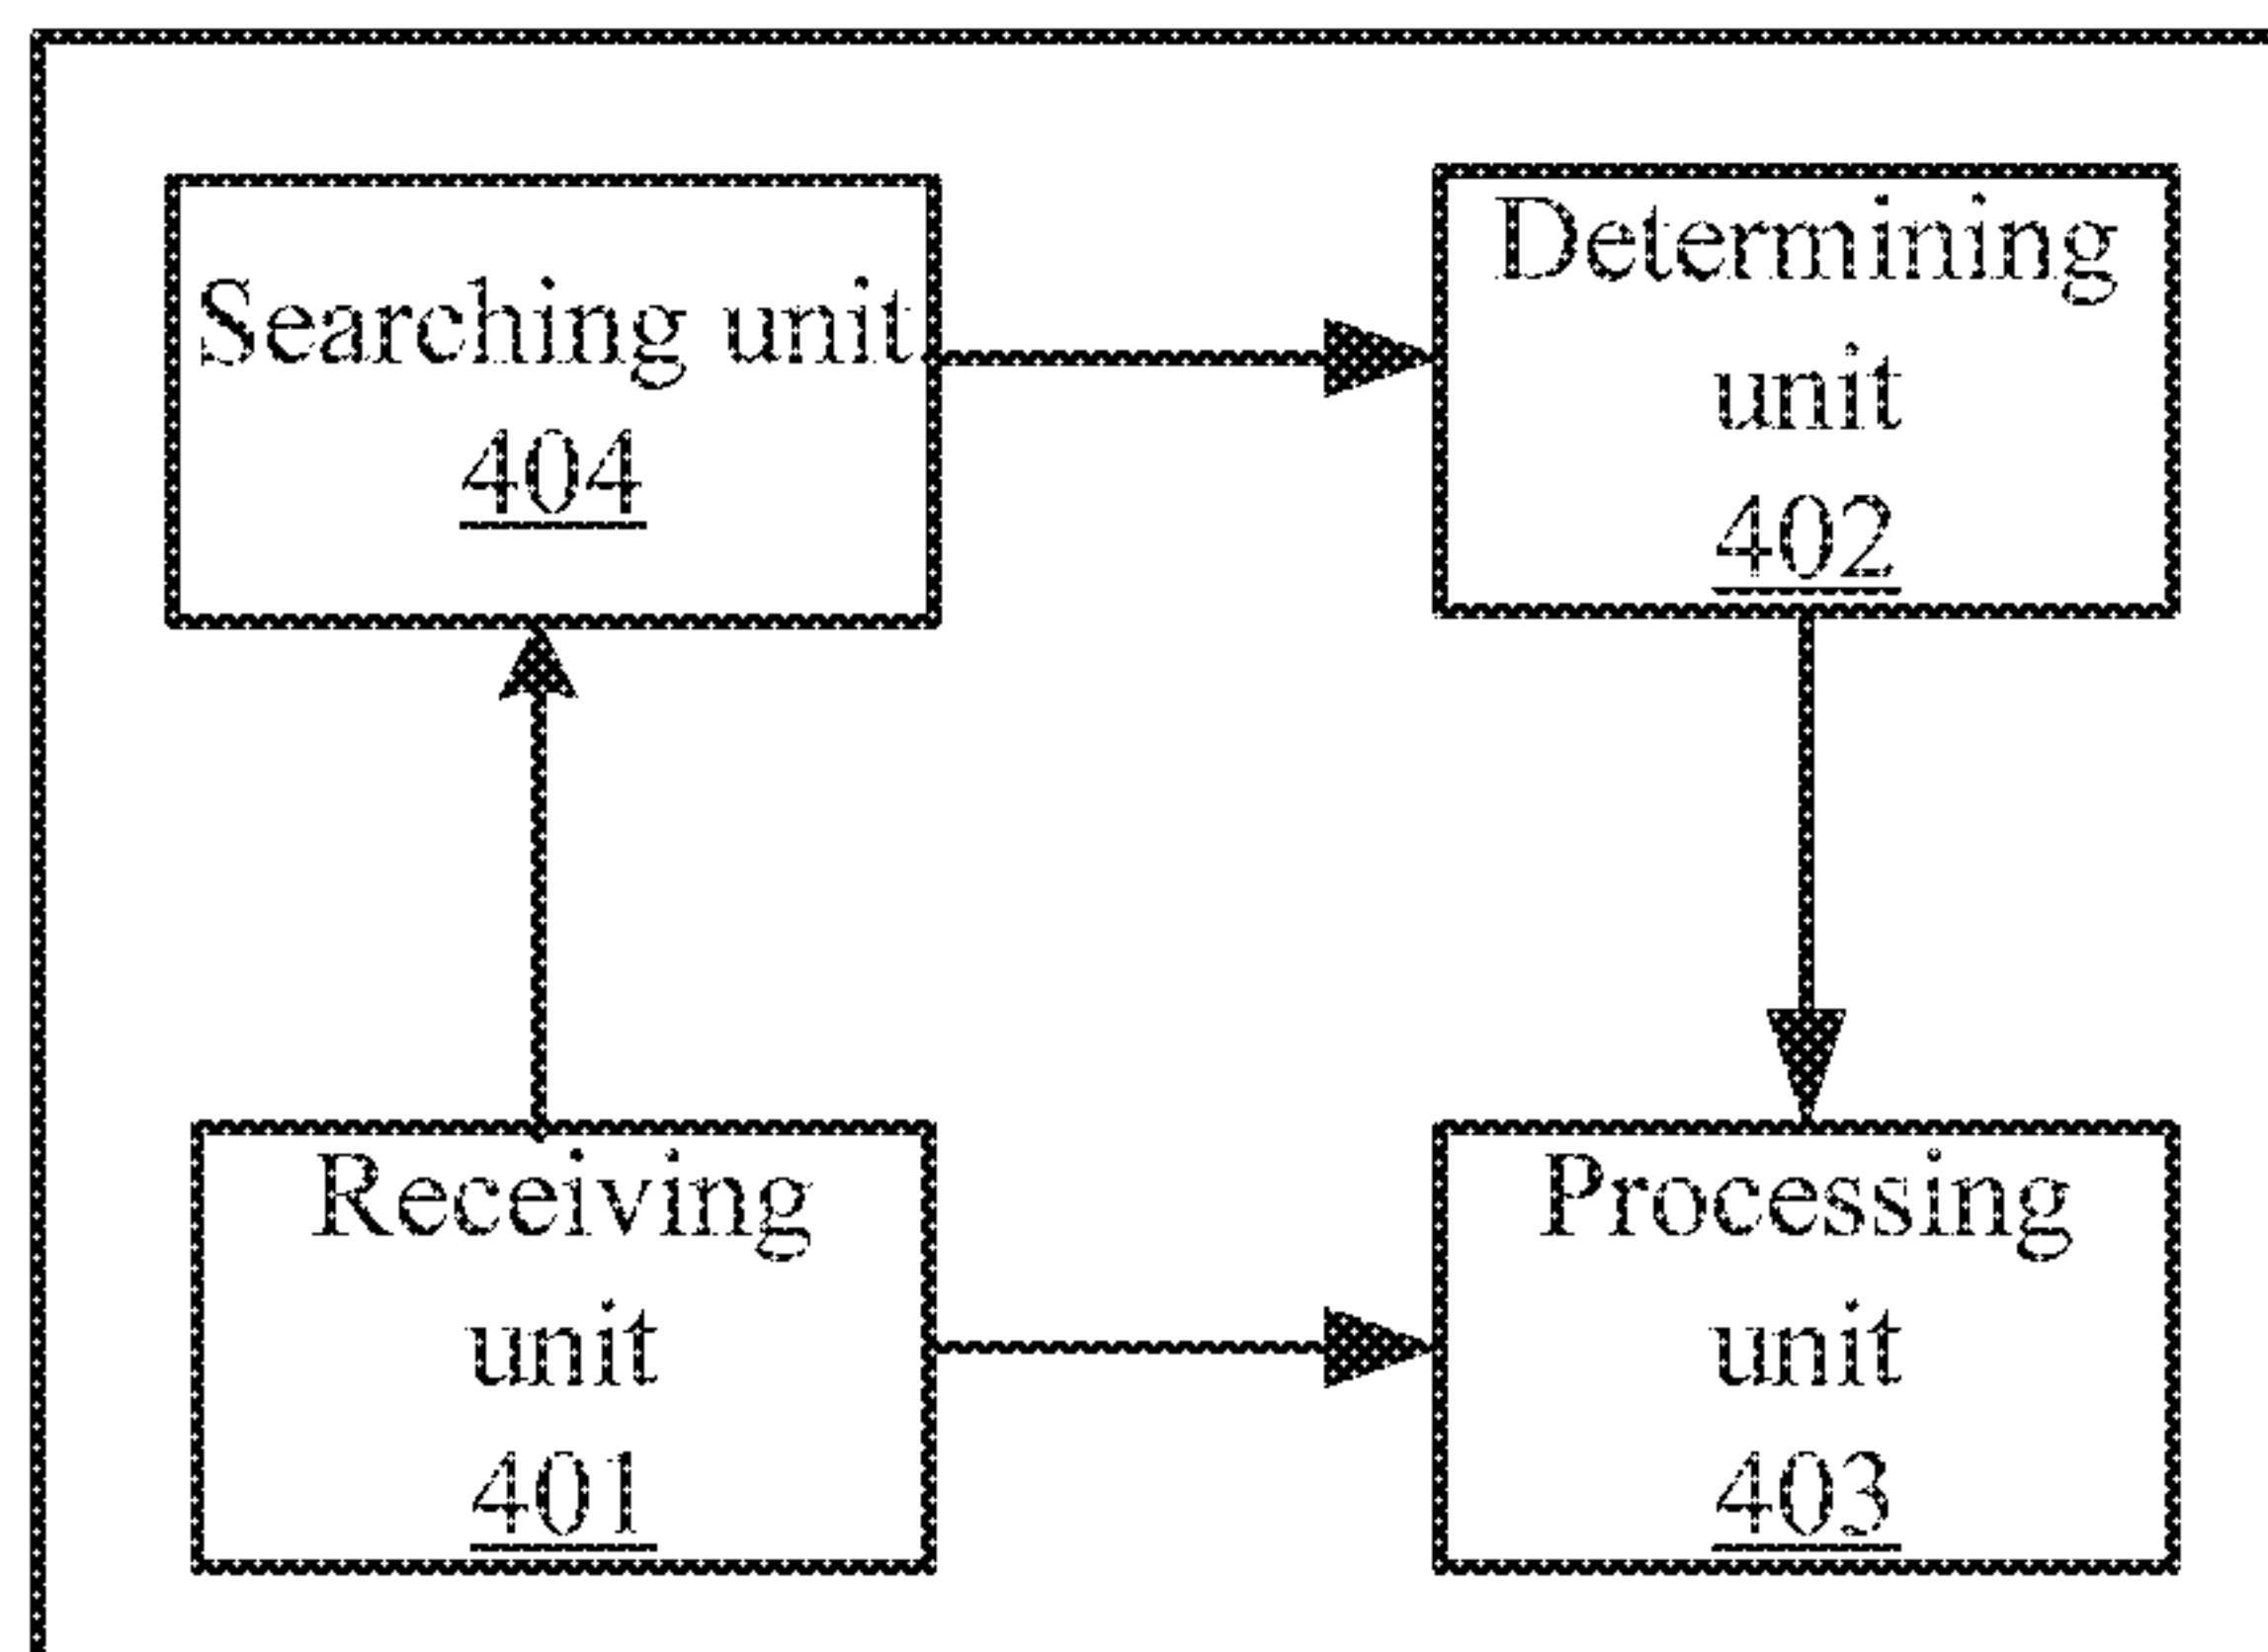 Searching unit
404
Determining
unit
402
Receiving
unit
401
Processing
unit
403